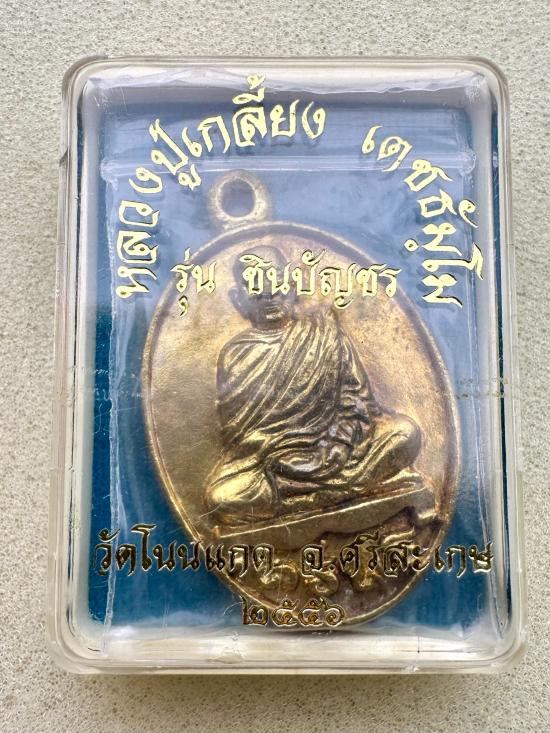 หลวงปู่เกลี้ยง เตชธัมฺโม
รุ่น ชินบัญชร
วัดโนนแกด จ.ศรีสะเกษ
๒๕๕๖